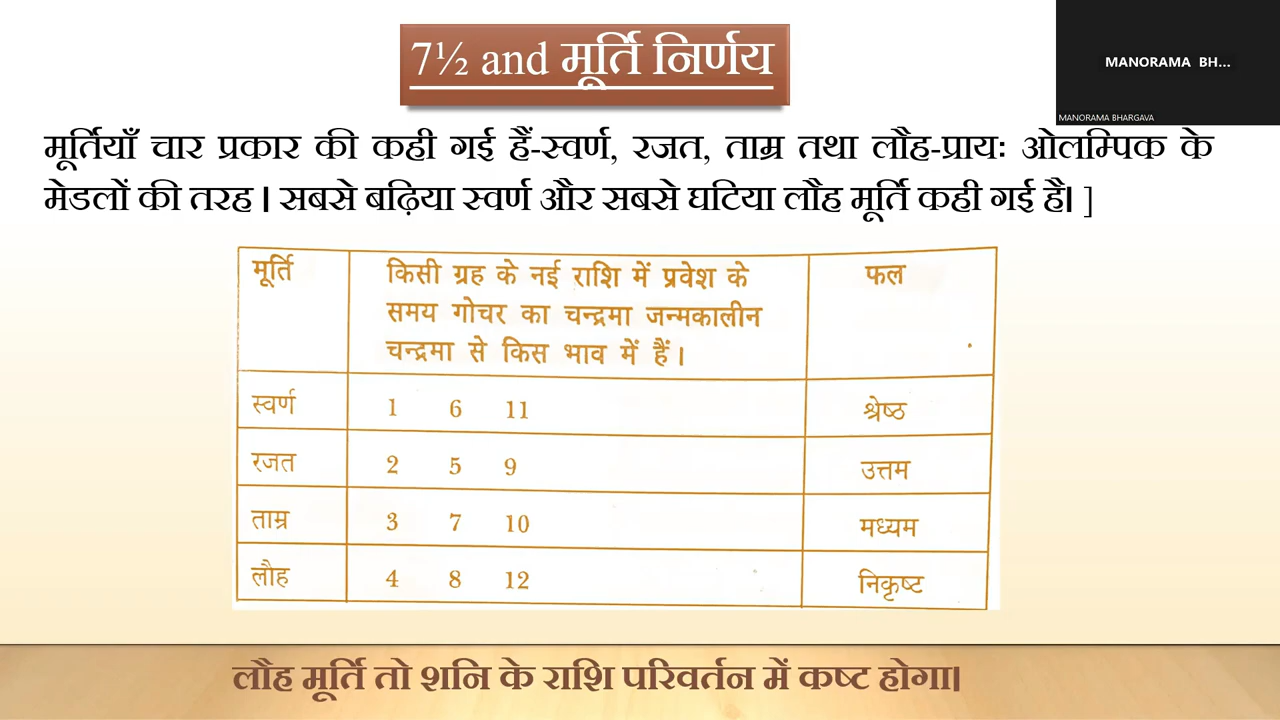 7½ and मूर्ति निर्णय
MANORAMA BH...
MANORAMA BHARGAVA
मूर्तियाँ चार प्रकार की कही गई हैं-स्वर्ण, रजत, ताम्र तथा लौह-प्रायः ओलम्पिक के
मेडलों की तरह। सबसे बढ़िया स्वर्ण और सबसे घटिया लौह मूर्ति कही गई है। ]
मूर्ति किसी ग्रह के नई राशि में प्रवेश के फल
समय गोचर का चन्द्रमा जन्मकालीन
चन्द्रमा से किस भाव में हैं।
स्वर्ण 1 6 11 श्रेष्ठ
रजत 2 5 9 उत्तम
ताम्र 3 7 10 मध्यम
लौह 4 8 12 निकृष्ट
लौह मूर्ति तो शनि के राशि परिवर्तन में कष्ट होगा।